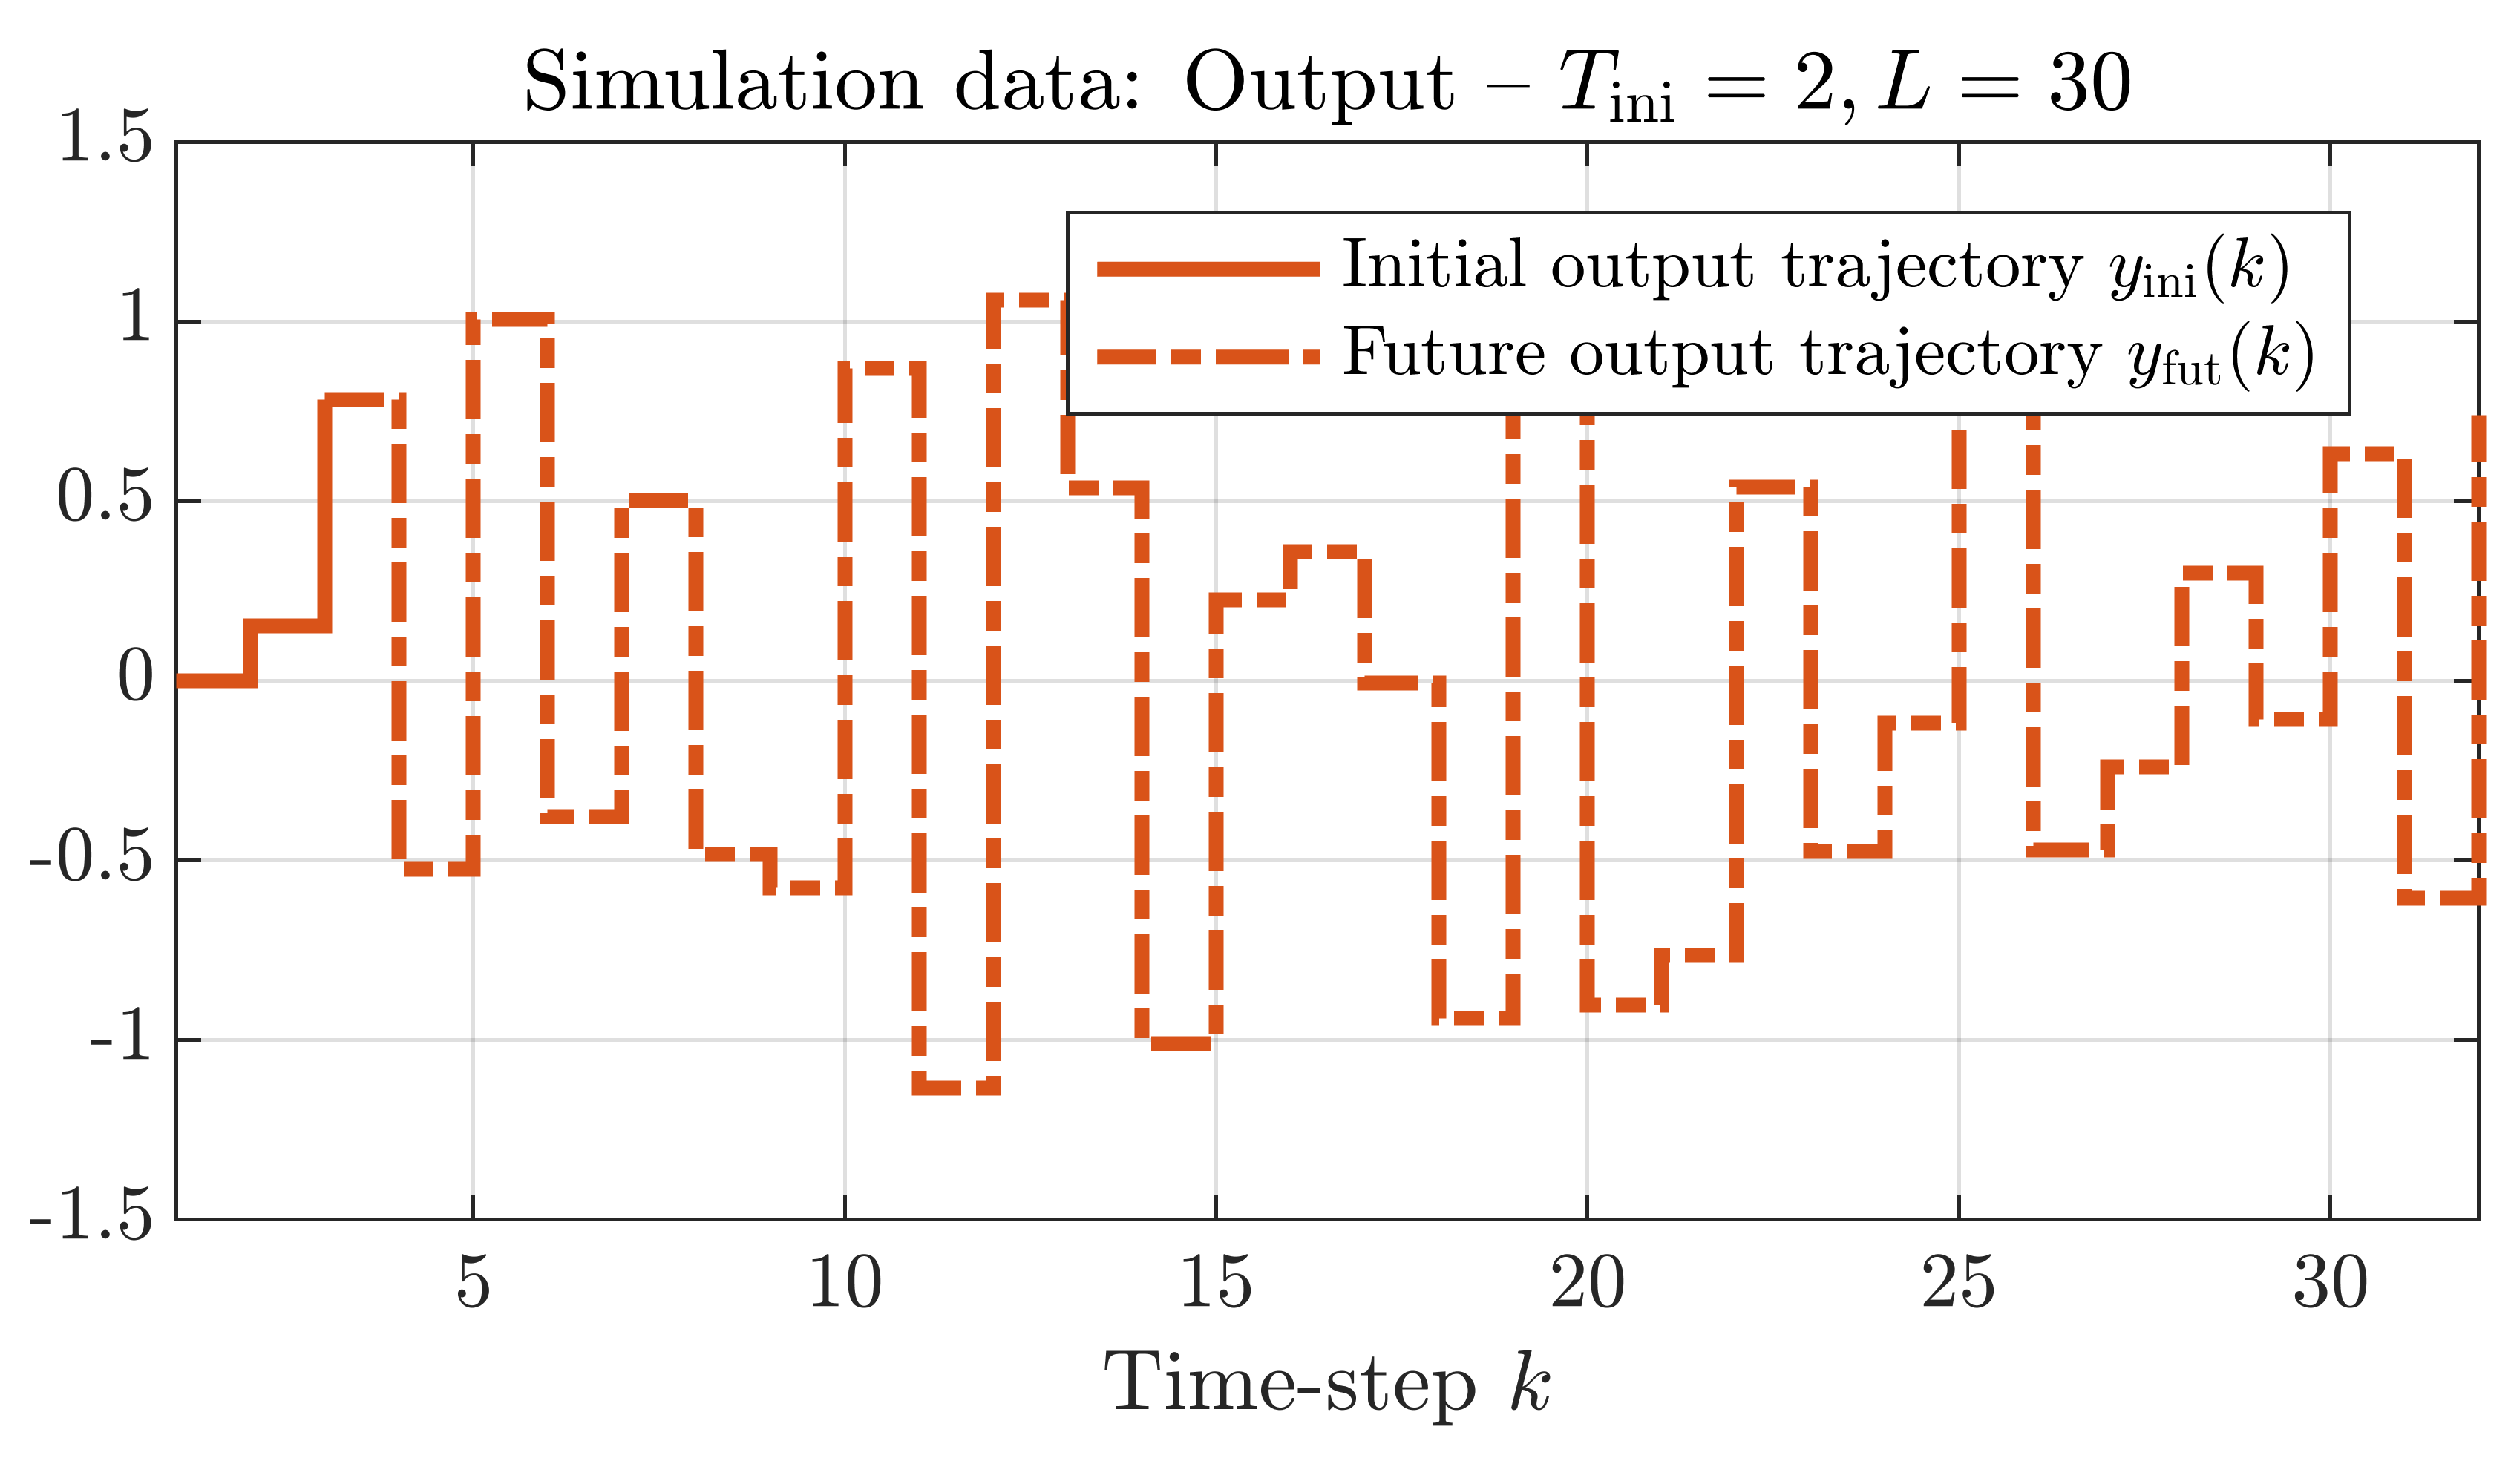 Simulation data: Output − T_ini = 2, L = 30
1.5
1
0.5
0
-0.5
-1
-1.5
Initial output trajectory y_ini(k)
Future output trajectory y_fut(k)
5 10 15 20 25 30
Time-step k